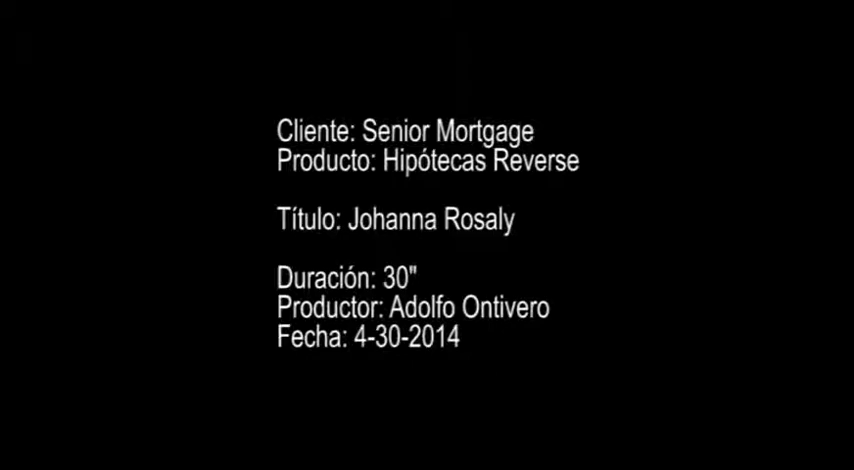 Cliente: Senior Mortgage
Producto: Hipótecas Reverse
Título: Johanna Rosaly
Duración: 30"
Productor: Adolfo Ontivero
Fecha: 4-30-2014